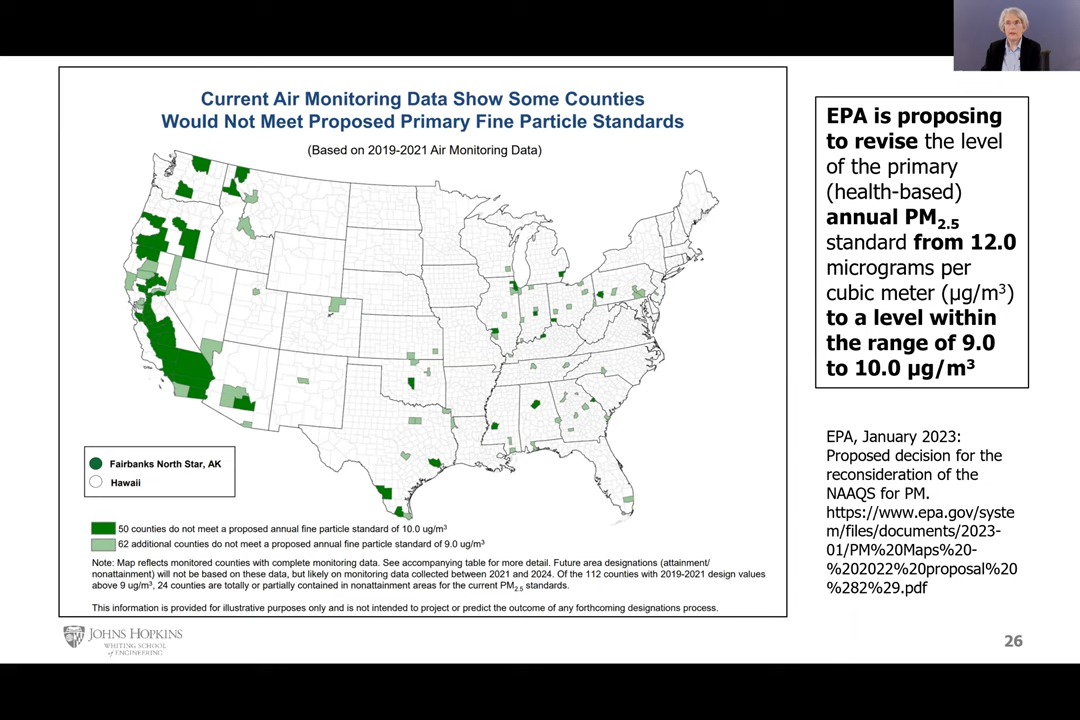 Current Air Monitoring Data Show Some Counties
Would Not Meet Proposed Primary Fine Particle Standards
(Based on 2019-2021 Air Monitoring Data)
Fairbanks North Star, AK
Hawaii
50 counties do not meet a proposed annual fine particle standard of 10.0 ug/m³
62 additional counties do not meet a proposed annual fine particle standard of 9.0 ug/m³
Note: Map reflects monitored counties with complete monitoring data. See accompanying table for more detail. Future area designations (attainment/
nonattainment) will not be based on these data, but likely on monitoring data collected between 2021 and 2024. Of the 112 counties with 2019-2021 design values
above 9 ug/m³, 24 counties are totally or partially contained in nonattainment areas for the current PM₂.₅ standards.
This information is provided for illustrative purposes only and is not intended to project or predict the outcome of any forthcoming designations process.
EPA is proposing
to revise the level
of the primary
(health-based)
annual PM₂.₅
standard from 12.0
micrograms per
cubic meter (µg/m³)
to a level within
the range of 9.0
to 10.0 µg/m³
EPA, January 2023:
Proposed decision for the
reconsideration of the
NAAQS for PM.
https://www.epa.gov/syste
m/files/documents/2023-
01/PM%20Maps%20-
%202022%20proposal%20
%282%29.pdf
JOHNS HOPKINS
WHITING SCHOOL
of ENGINEERING
26